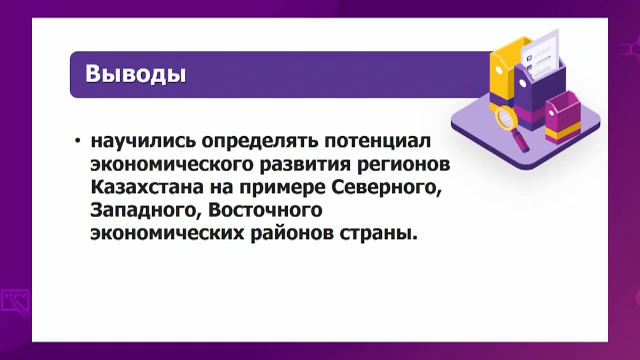 Выводы
• научились определять потенциал
экономического развития регионов
Казахстана на примере Северного,
Западного, Восточного
экономических районов страны.